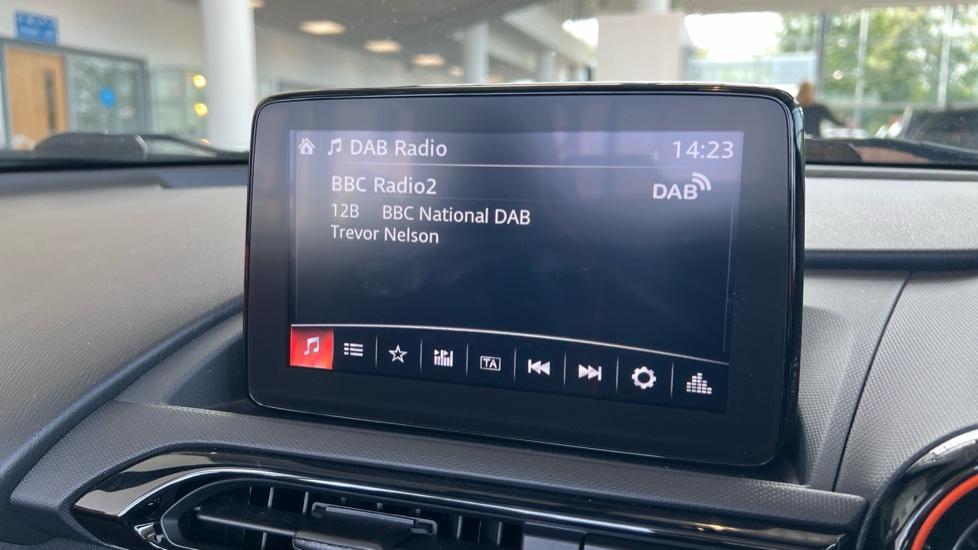 DAB Radio 14:23
BBC Radio2 DAB
12B BBC National DAB
Trevor Nelson
TA